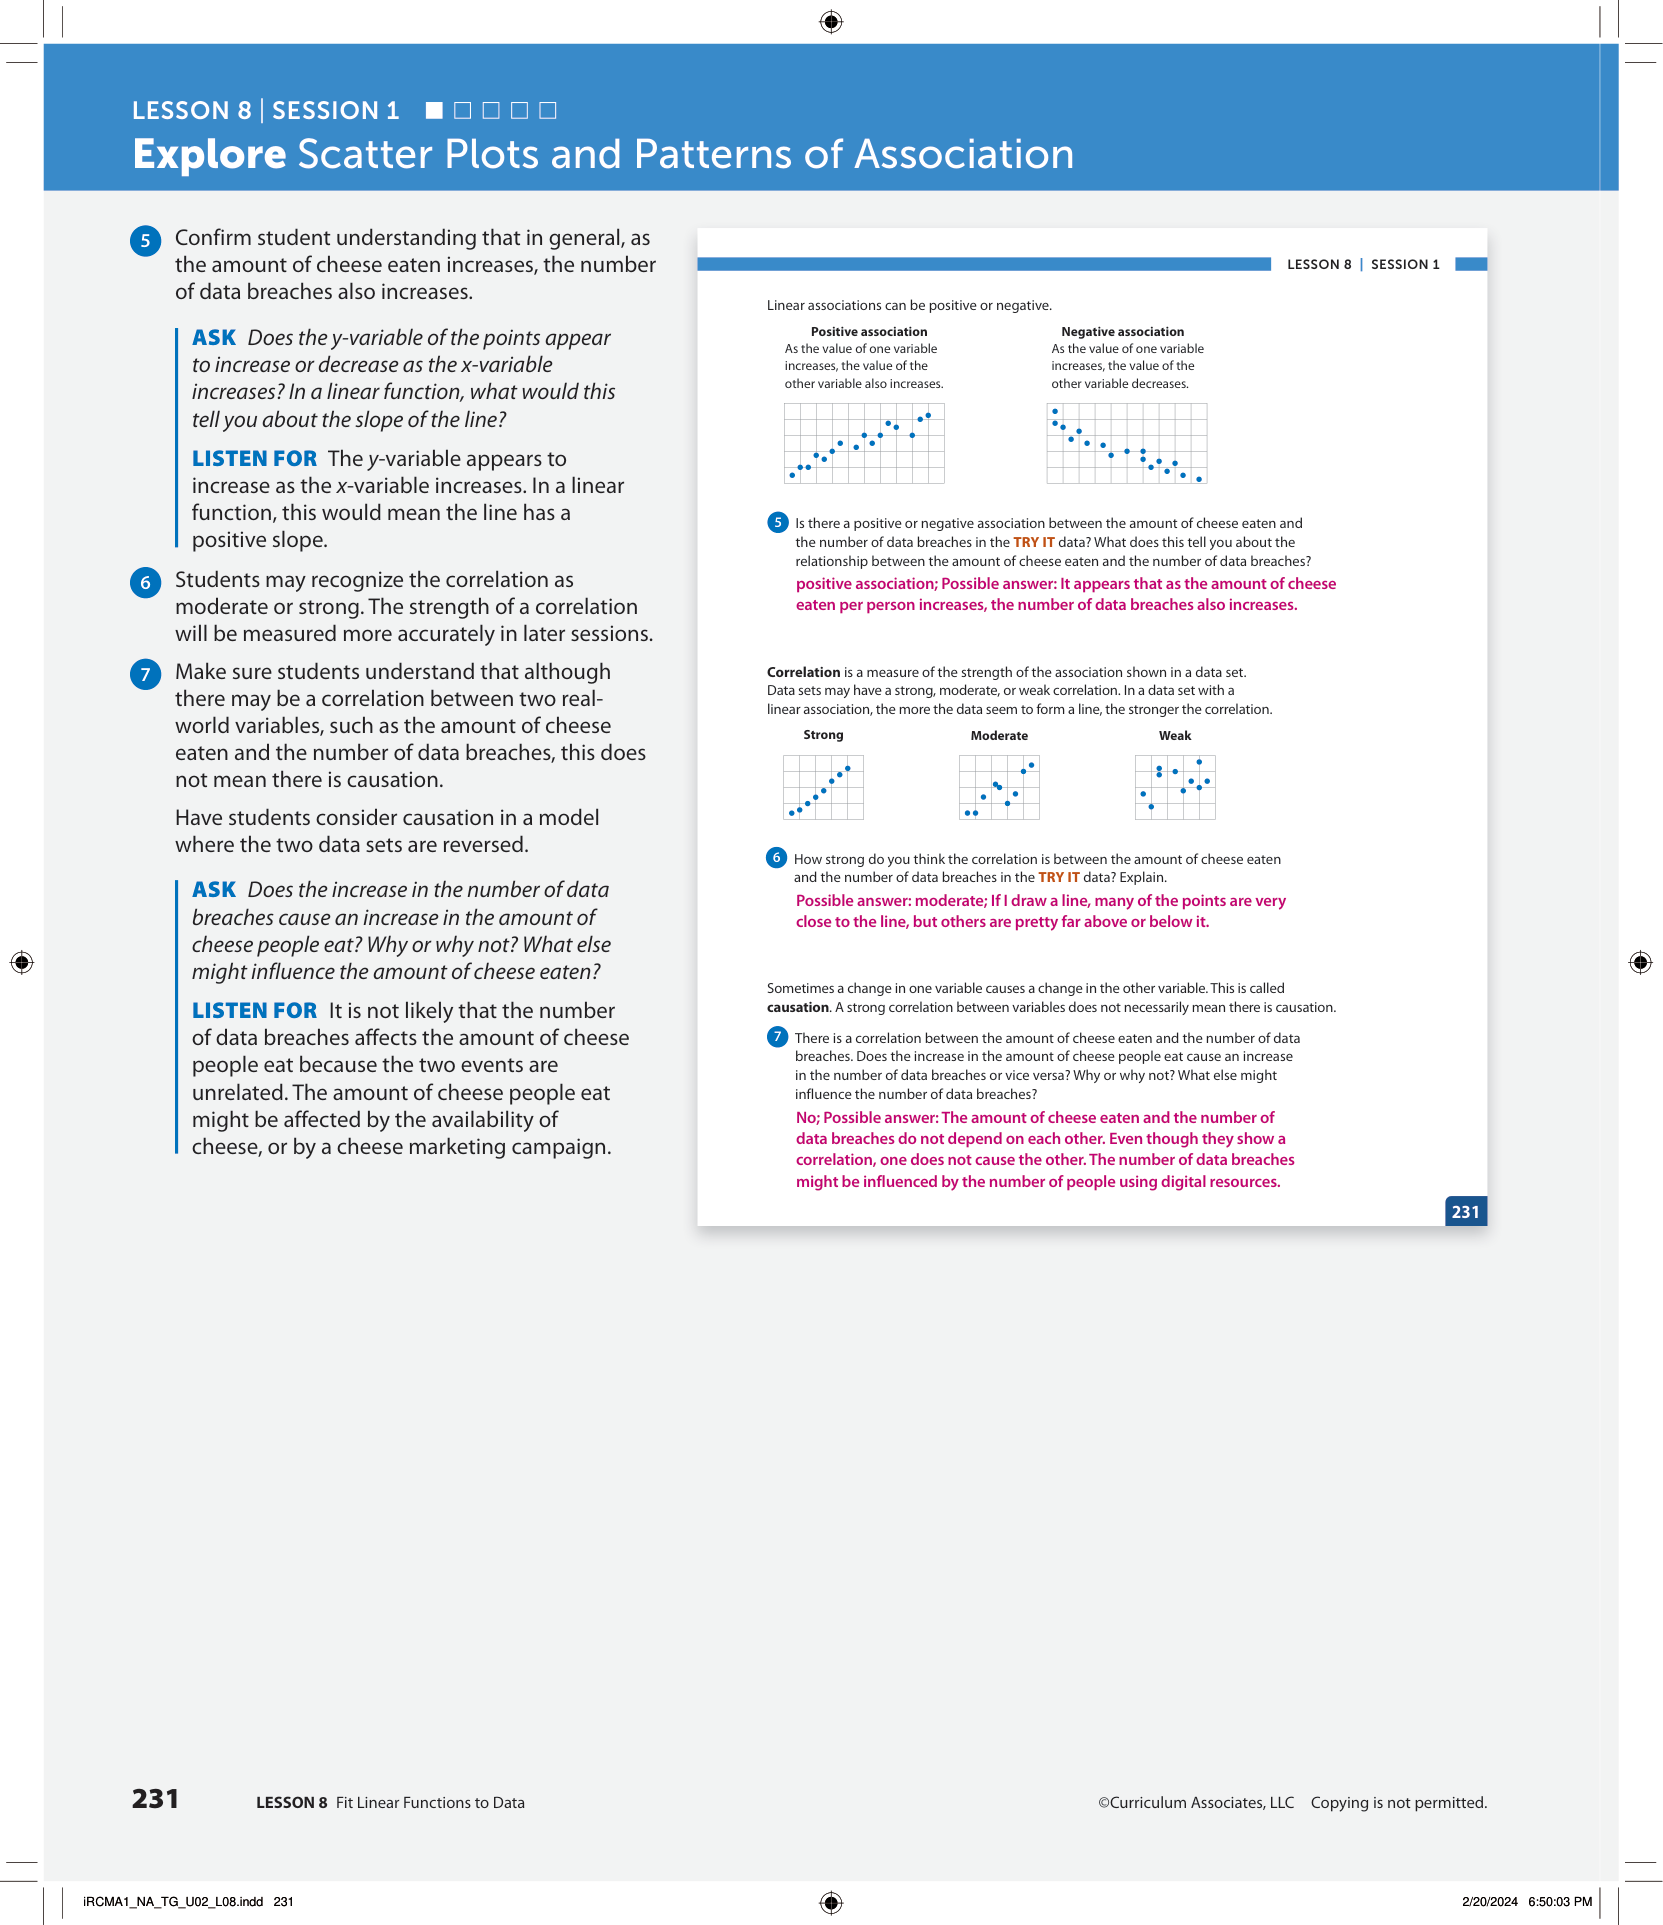 LESSON 8 | SESSION 1
Explore Scatter Plots and Patterns of Association
5 Confirm student understanding that in general, as
the amount of cheese eaten increases, the number
of data breaches also increases.
ASK Does the y-variable of the points appear
to increase or decrease as the x-variable
increases? In a linear function, what would this
tell you about the slope of the line?
LISTEN FOR The y-variable appears to
increase as the x-variable increases. In a linear
function, this would mean the line has a
positive slope.
6 Students may recognize the correlation as
moderate or strong. The strength of a correlation
will be measured more accurately in later sessions.
7 Make sure students understand that although
there may be a correlation between two real-
world variables, such as the amount of cheese
eaten and the number of data breaches, this does
not mean there is causation.
Have students consider causation in a model
where the two data sets are reversed.
ASK Does the increase in the number of data
breaches cause an increase in the amount of
cheese people eat? Why or why not? What else
might influence the amount of cheese eaten?
LISTEN FOR It is not likely that the number
of data breaches affects the amount of cheese
people eat because the two events are
unrelated. The amount of cheese people eat
might be affected by the availability of
cheese, or by a cheese marketing campaign.
LESSON 8 | SESSION 1
Linear associations can be positive or negative.
Positive association
As the value of one variable
increases, the value of the
other variable also increases.
Negative association
As the value of one variable
increases, the value of the
other variable decreases.
5 Is there a positive or negative association between the amount of cheese eaten and
the number of data breaches in the TRY IT data? What does this tell you about the
relationship between the amount of cheese eaten and the number of data breaches?
positive association; Possible answer: It appears that as the amount of cheese
eaten per person increases, the number of data breaches also increases.
Correlation is a measure of the strength of the association shown in a data set.
Data sets may have a strong, moderate, or weak correlation. In a data set with a
linear association, the more the data seem to form a line, the stronger the correlation.
Strong Moderate Weak
6 How strong do you think the correlation is between the amount of cheese eaten
and the number of data breaches in the TRY IT data? Explain.
Possible answer: moderate; If I draw a line, many of the points are very
close to the line, but others are pretty far above or below it.
Sometimes a change in one variable causes a change in the other variable. This is called
causation. A strong correlation between variables does not necessarily mean there is causation.
7 There is a correlation between the amount of cheese eaten and the number of data
breaches. Does the increase in the amount of cheese people eat cause an increase
in the number of data breaches or vice versa? Why or why not? What else might
influence the number of data breaches?
No; Possible answer: The amount of cheese eaten and the number of
data breaches do not depend on each other. Even though they show a
correlation, one does not cause the other. The number of data breaches
might be influenced by the number of people using digital resources.
231
231 LESSON 8 Fit Linear Functions to Data ©Curriculum Associates, LLC Copying is not permitted.
iRCMA1_NA_TG_U02_L08.indd 231 2/20/2024 6:50:03 PM